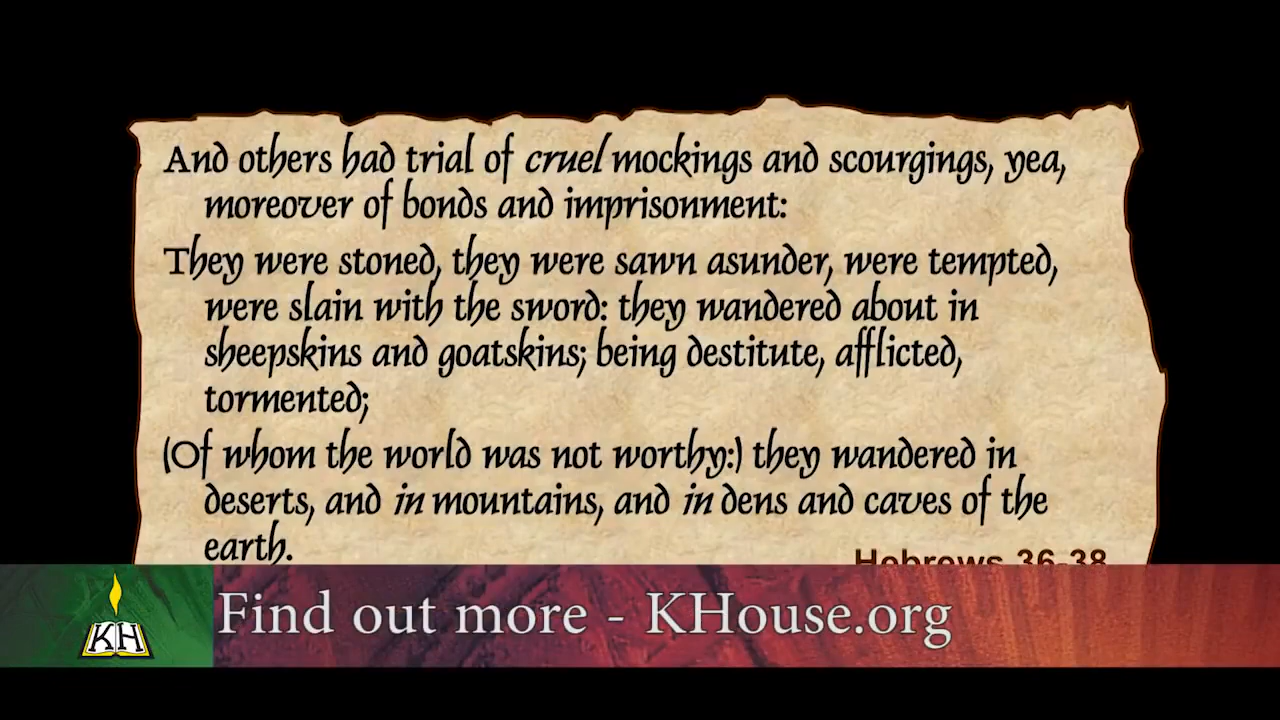 And others had trial of cruel mockings and scourgings, yea,
moreover of bonds and imprisonment:
They were stoned, they were sawn asunder, were tempted,
were slain with the sword: they wandered about in
sheepskins and goatskins; being destitute, afflicted,
tormented;
(Of whom the world was not worthy:) they wandered in
deserts, and in mountains, and in dens and caves of the
earth.
Hebrews 36-38
KH
Find out more - KHouse.org